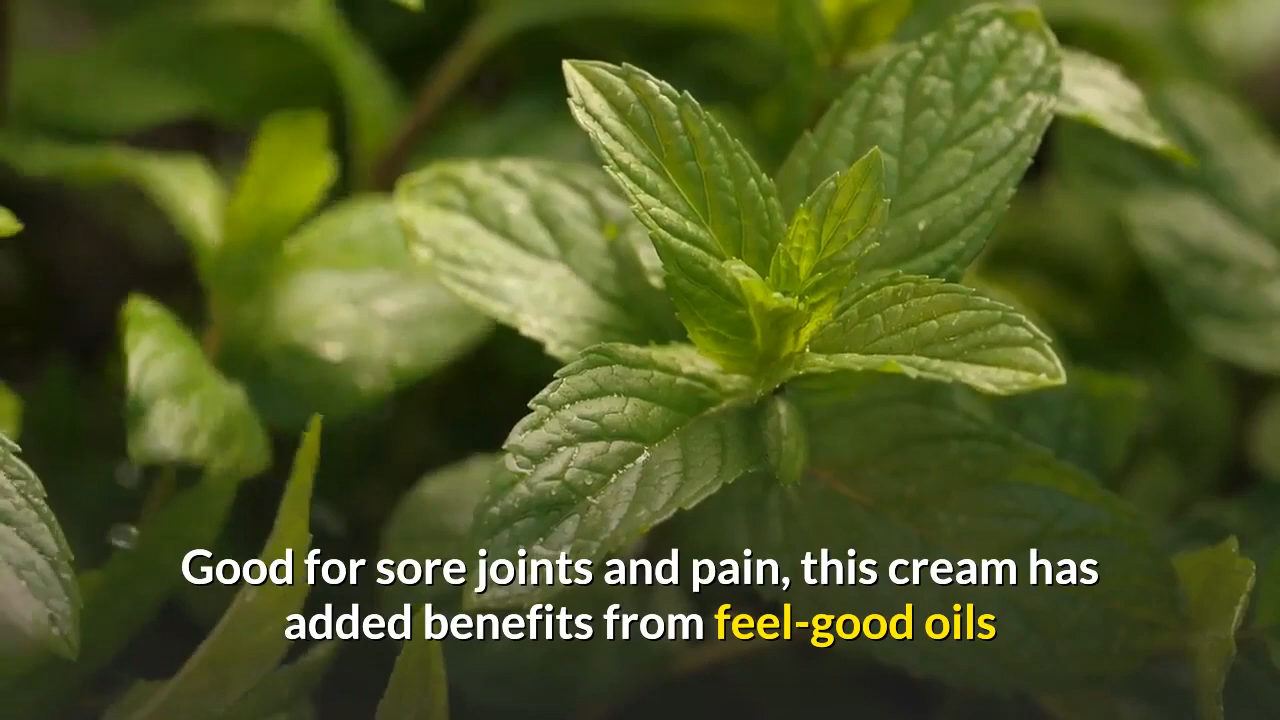 Good for sore joints and pain, this cream has
added benefits from feel-good oils